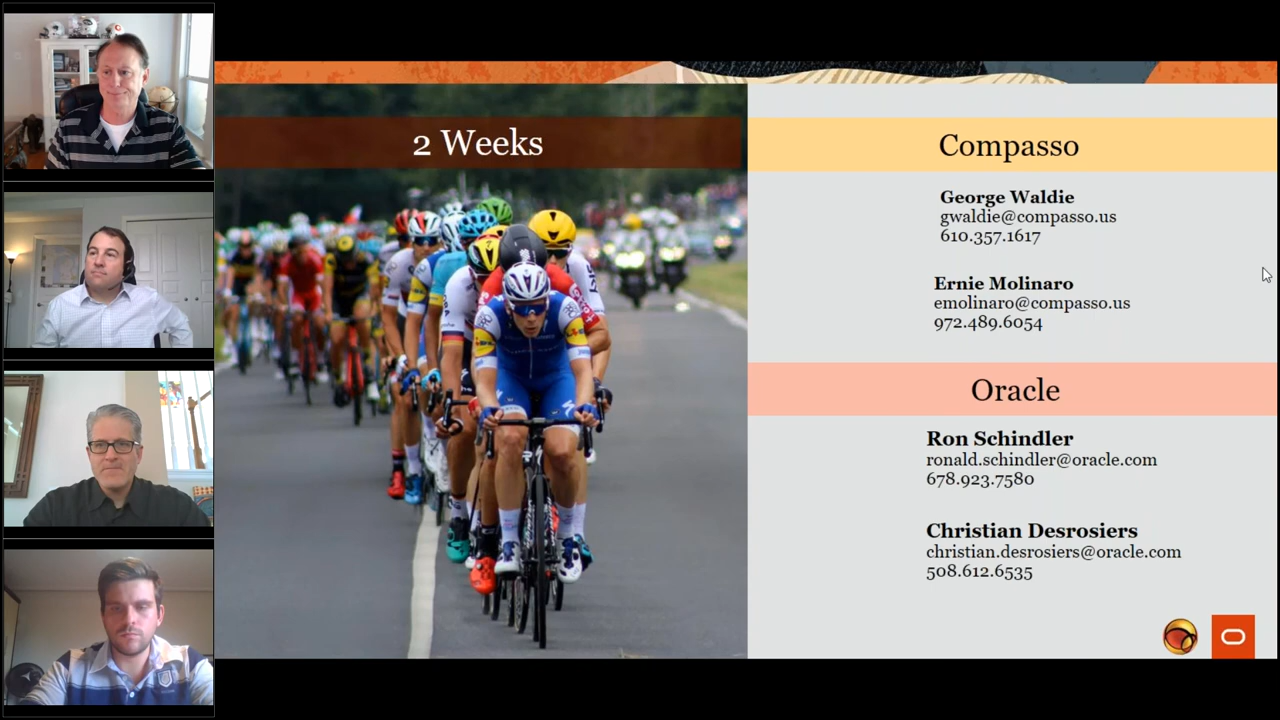 2 Weeks
Compasso
George Waldie
gwaldie@compasso.us
610.357.1617
Ernie Molinaro
emolinaro@compasso.us
972.489.6054
Oracle
Ron Schindler
ronald.schindler@oracle.com
678.923.7580
Christian Desrosiers
christian.desrosiers@oracle.com
508.612.6535